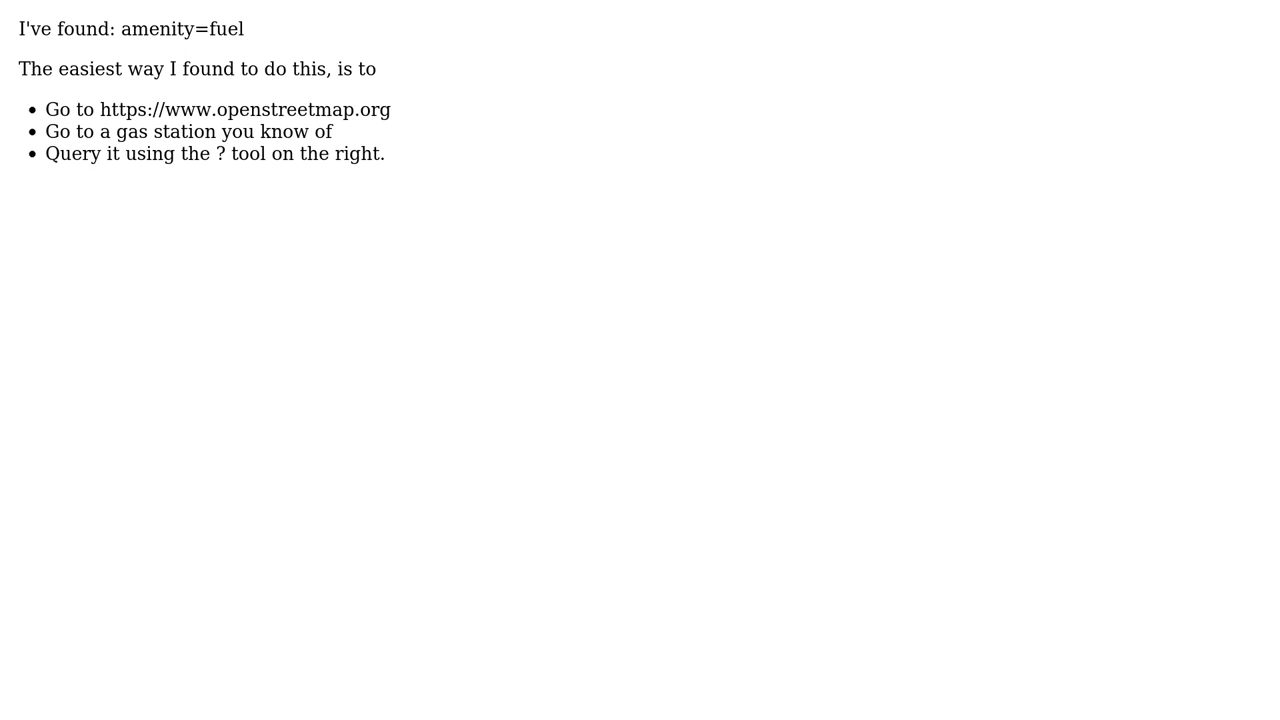 I've found: amenity=fuel
The easiest way I found to do this, is to
• Go to https://www.openstreetmap.org
• Go to a gas station you know of
• Query it using the ? tool on the right.